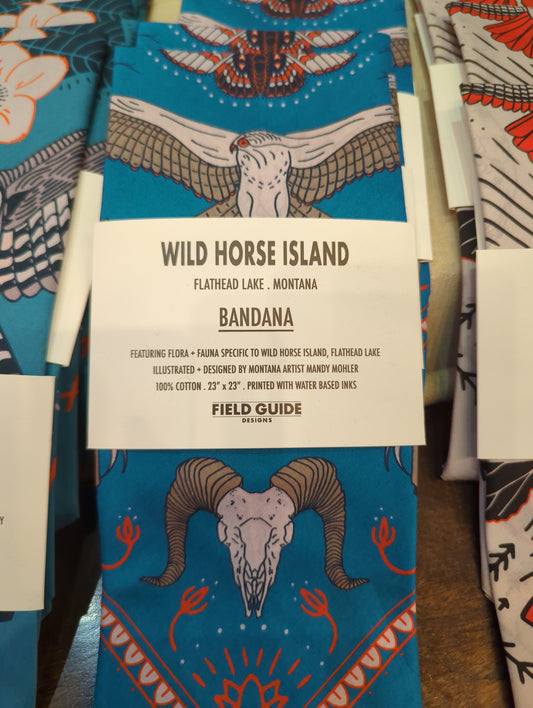 WILD HORSE ISLAND
FLATHEAD LAKE . MONTANA
BANDANA
FEATURING FLORA + FAUNA SPECIFIC TO WILD HORSE ISLAND, FLATHEAD LAKE
ILLUSTRATED + DESIGNED BY MONTANA ARTIST MANDY MOHLER
100% COTTON . 23" x 23" . PRINTED WITH WATER BASED INKS
FIELD GUIDE
DESIGNS